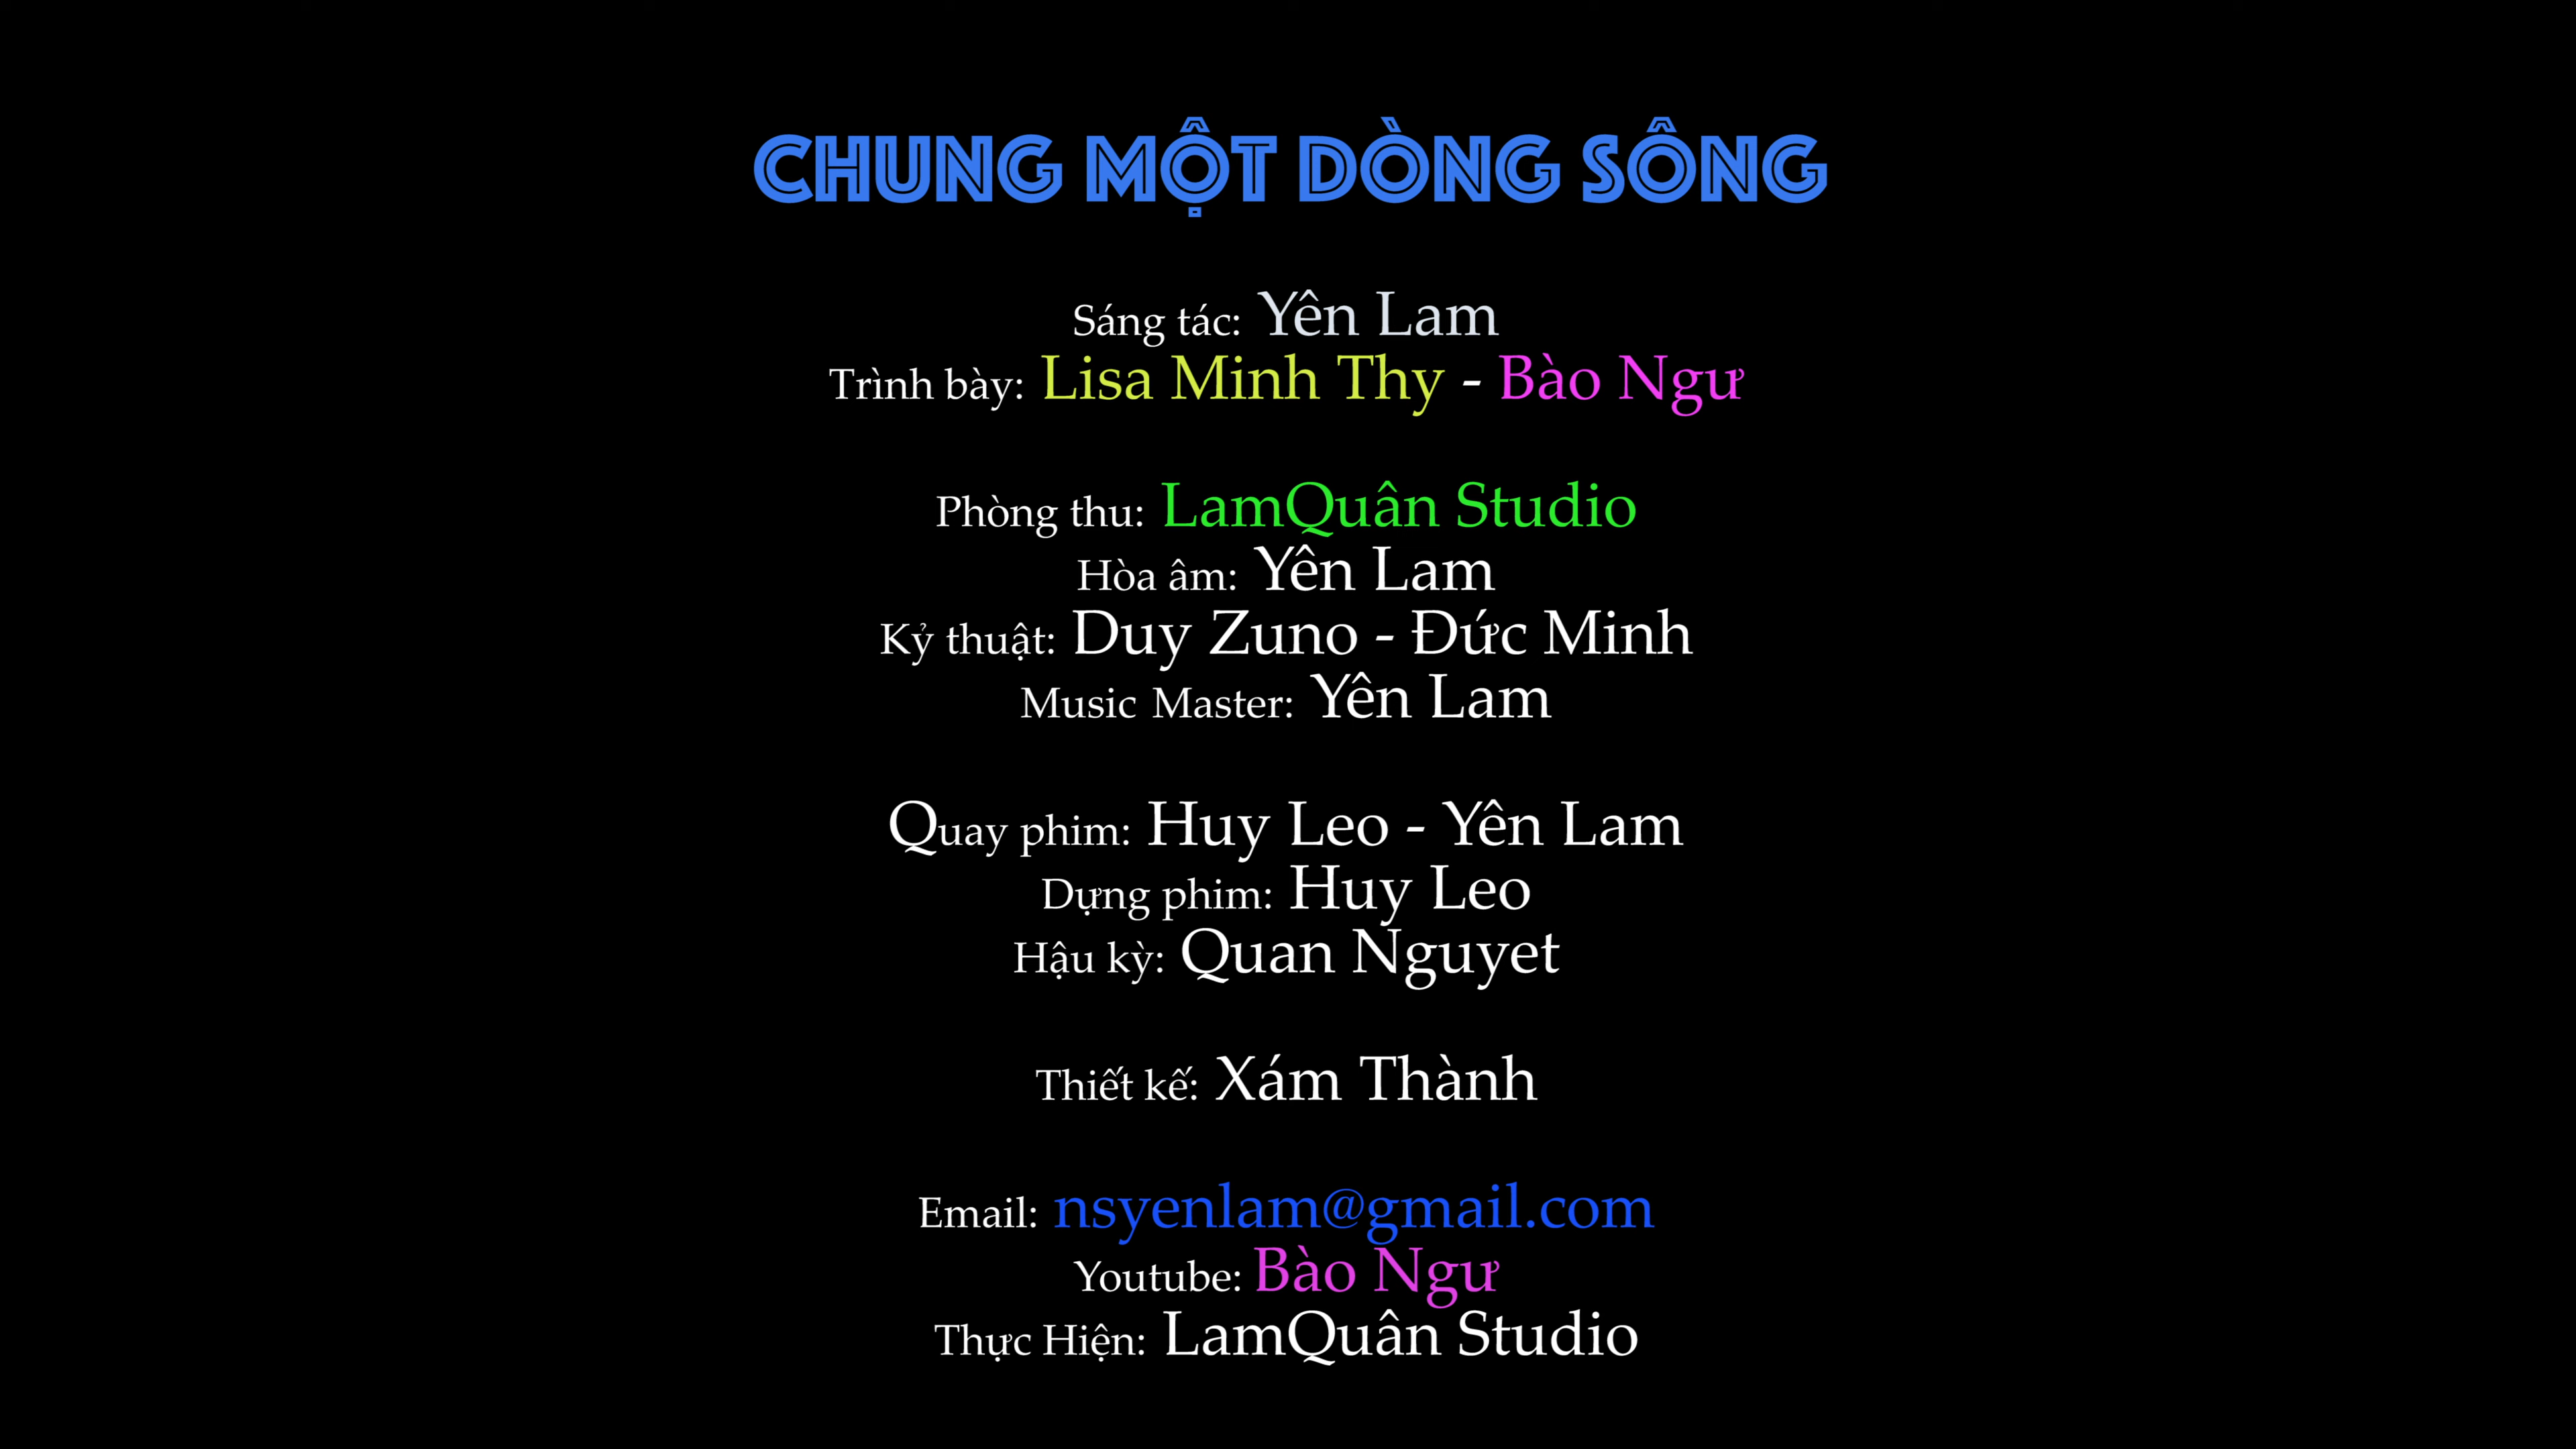 CHUNG MỘT DÒNG SÔNG
Sáng tác: Yên Lam
Trình bày: Lisa Minh Thy - Bào Ngư
Phòng thu: LamQuân Studio
Hòa âm: Yên Lam
Kỷ thuật: Duy Zuno - Đức Minh
Music Master: Yên Lam
Quay phim: Huy Leo - Yên Lam
Dựng phim: Huy Leo
Hậu kỳ: Quan Nguyet
Thiết kế: Xám Thành
Email: nsyenlam@gmail.com
Youtube: Bào Ngư
Thực Hiện: LamQuân Studio